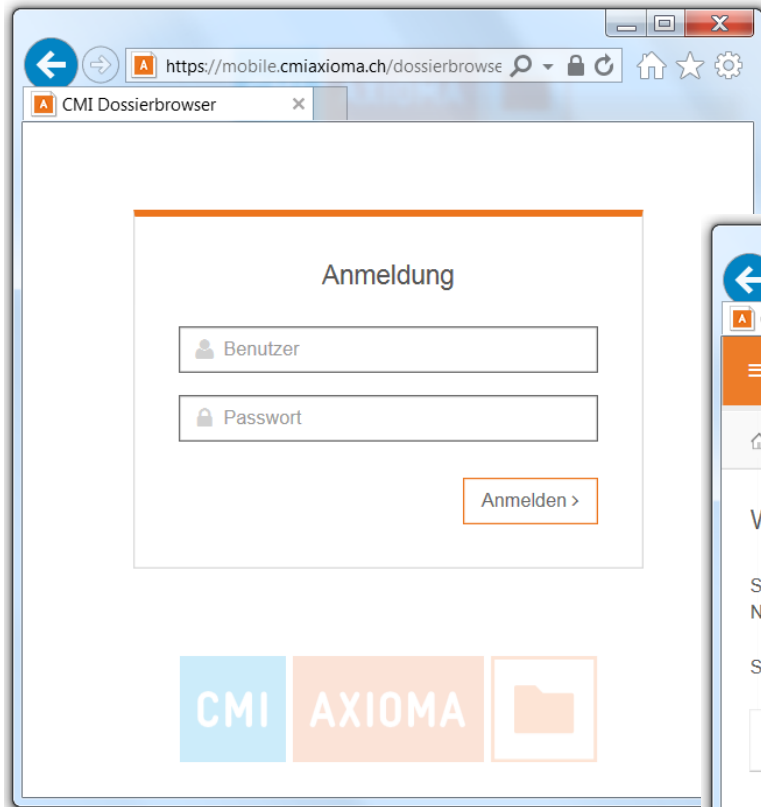 https://mobile.cmiaxioma.ch/dossierbrowse
CMI Dossierbrowser
Anmeldung
Benutzer
Passwort
Anmelden >
CMI AXIOMA